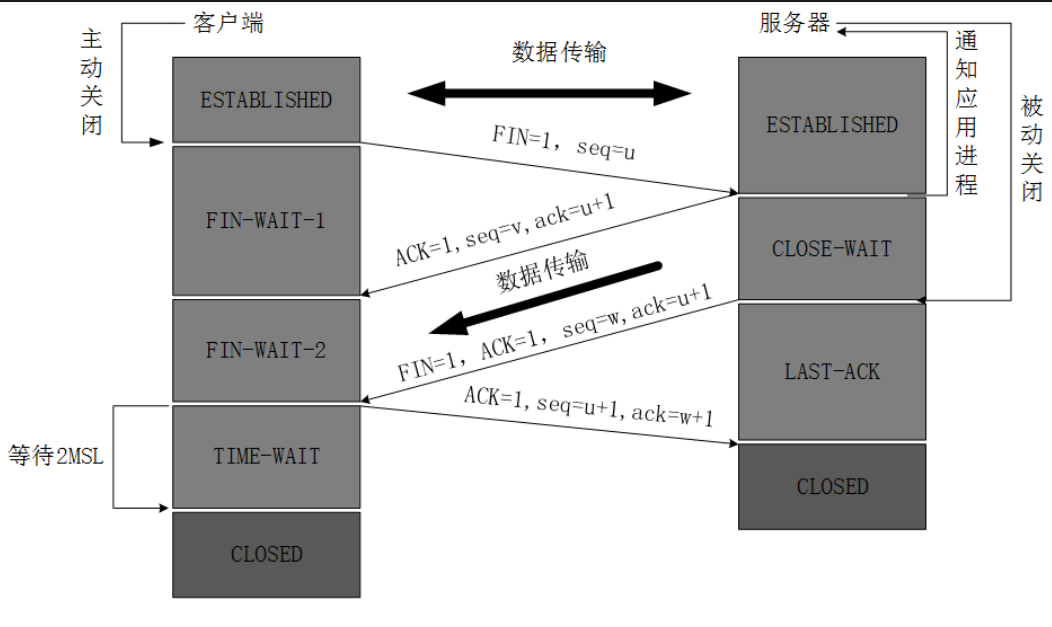 客户端
服务器
主动关闭
数据传输
通知应用进程
被动关闭
ESTABLISHED
ESTABLISHED
FIN=1, seq=u
FIN-WAIT-1
ACK=1,seq=v,ack=u+1
CLOSE-WAIT
数据传输
FIN-WAIT-2
FIN=1, ACK=1, seq=w,ack=u+1
LAST-ACK
ACK=1,seq=u+1,ack=w+1
等待2MSL
TIME-WAIT
CLOSED
CLOSED